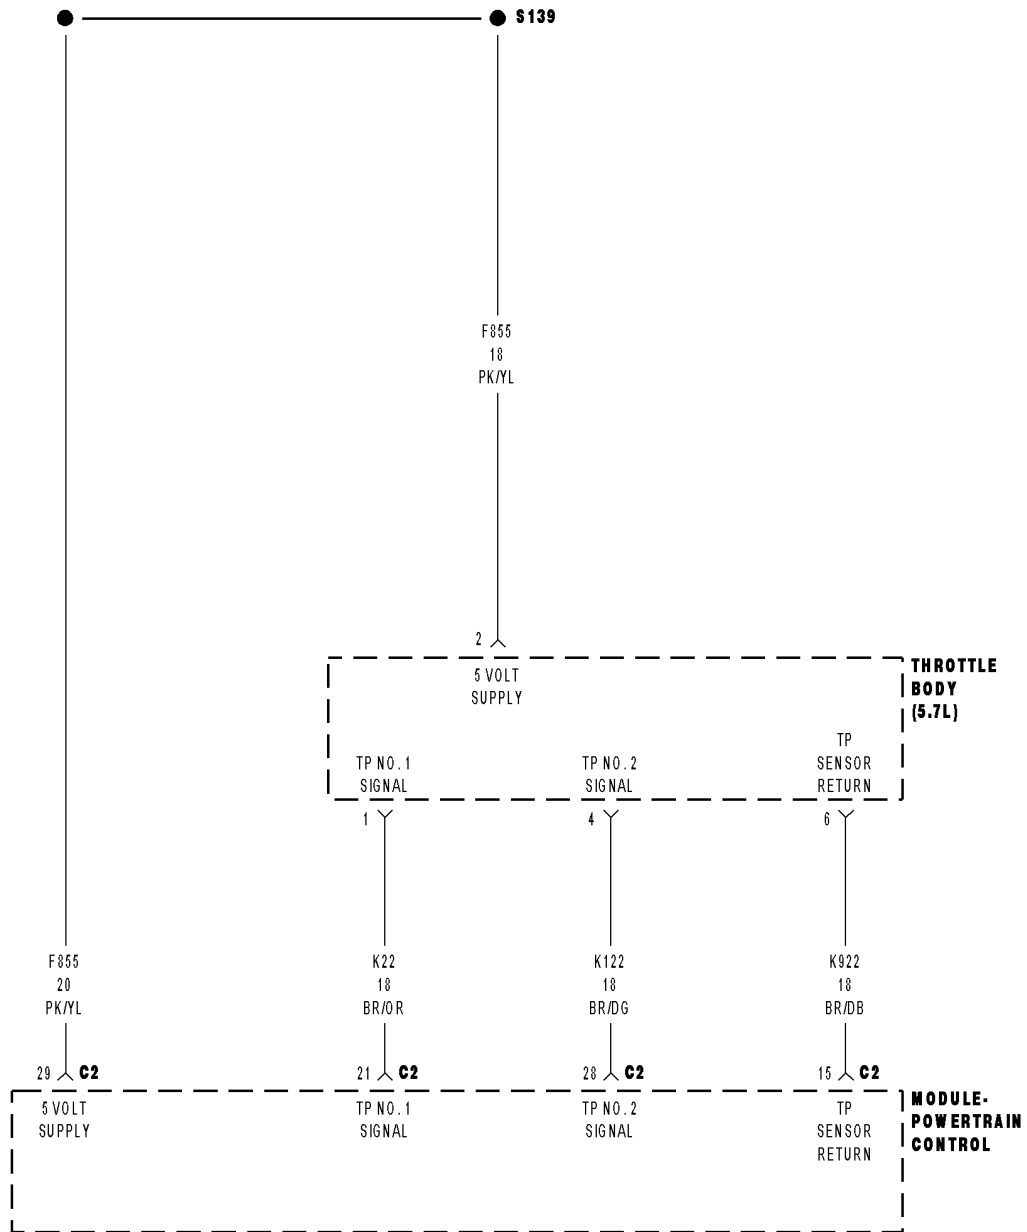 S139
F855
18
PK/YL
2
5 VOLT
SUPPLY
THROTTLE
BODY
(5.7L)
TP NO. 1
SIGNAL
TP NO. 2
SIGNAL
TP
SENSOR
RETURN
1
4
6
F855
20
PK/YL
K22
18
BR/OR
K122
18
BR/DG
K922
18
BR/DB
29 C2
21 C2
28 C2
15 C2
5 VOLT
SUPPLY
TP NO. 1
SIGNAL
TP NO. 2
SIGNAL
TP
SENSOR
RETURN
MODULE-
POWERTRAIN
CONTROL